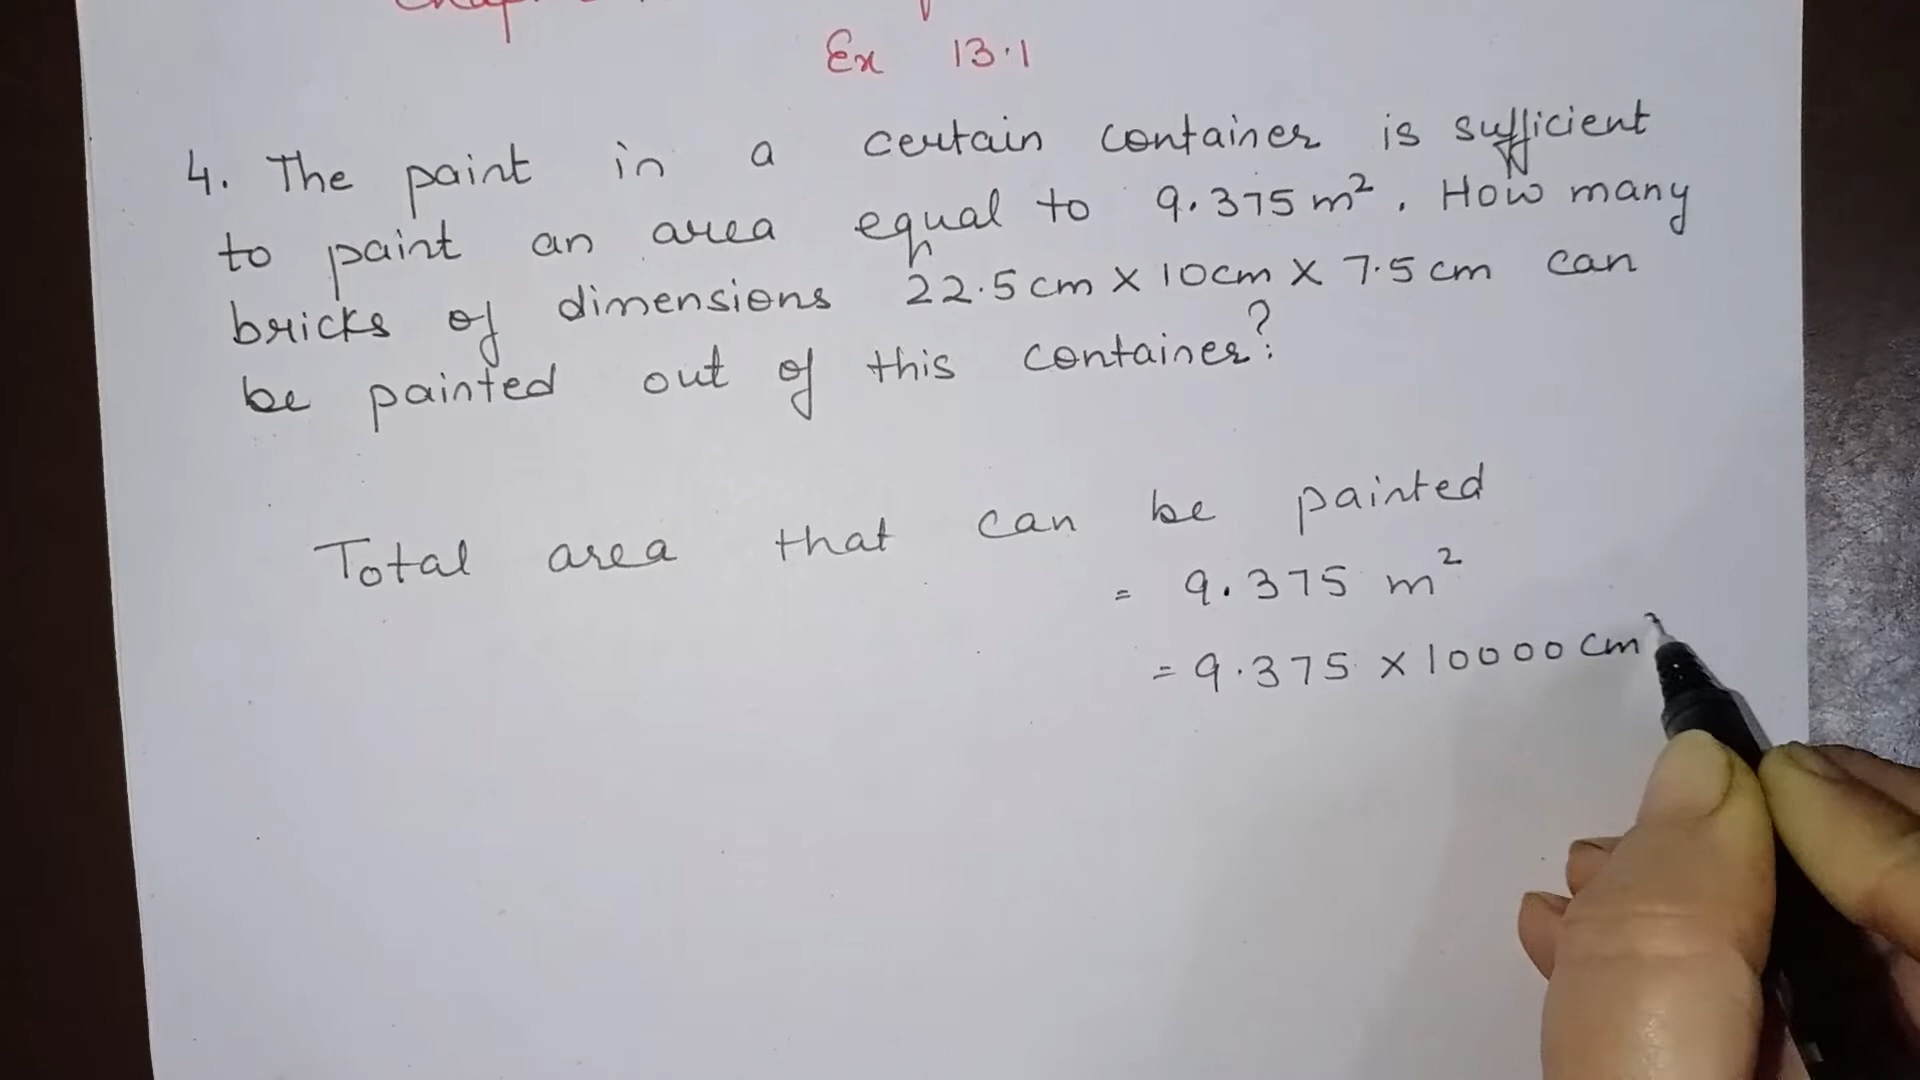 Ex 13.1
4. The paint in a certain container is sufficient
to paint an area equal to 9.375 m². How many
bricks of dimensions 22.5 cm X 10cm X 7.5 cm can
be painted out of this container?
Total area that can be painted
= 9.375 m²
= 9.375 x 10000 cm²